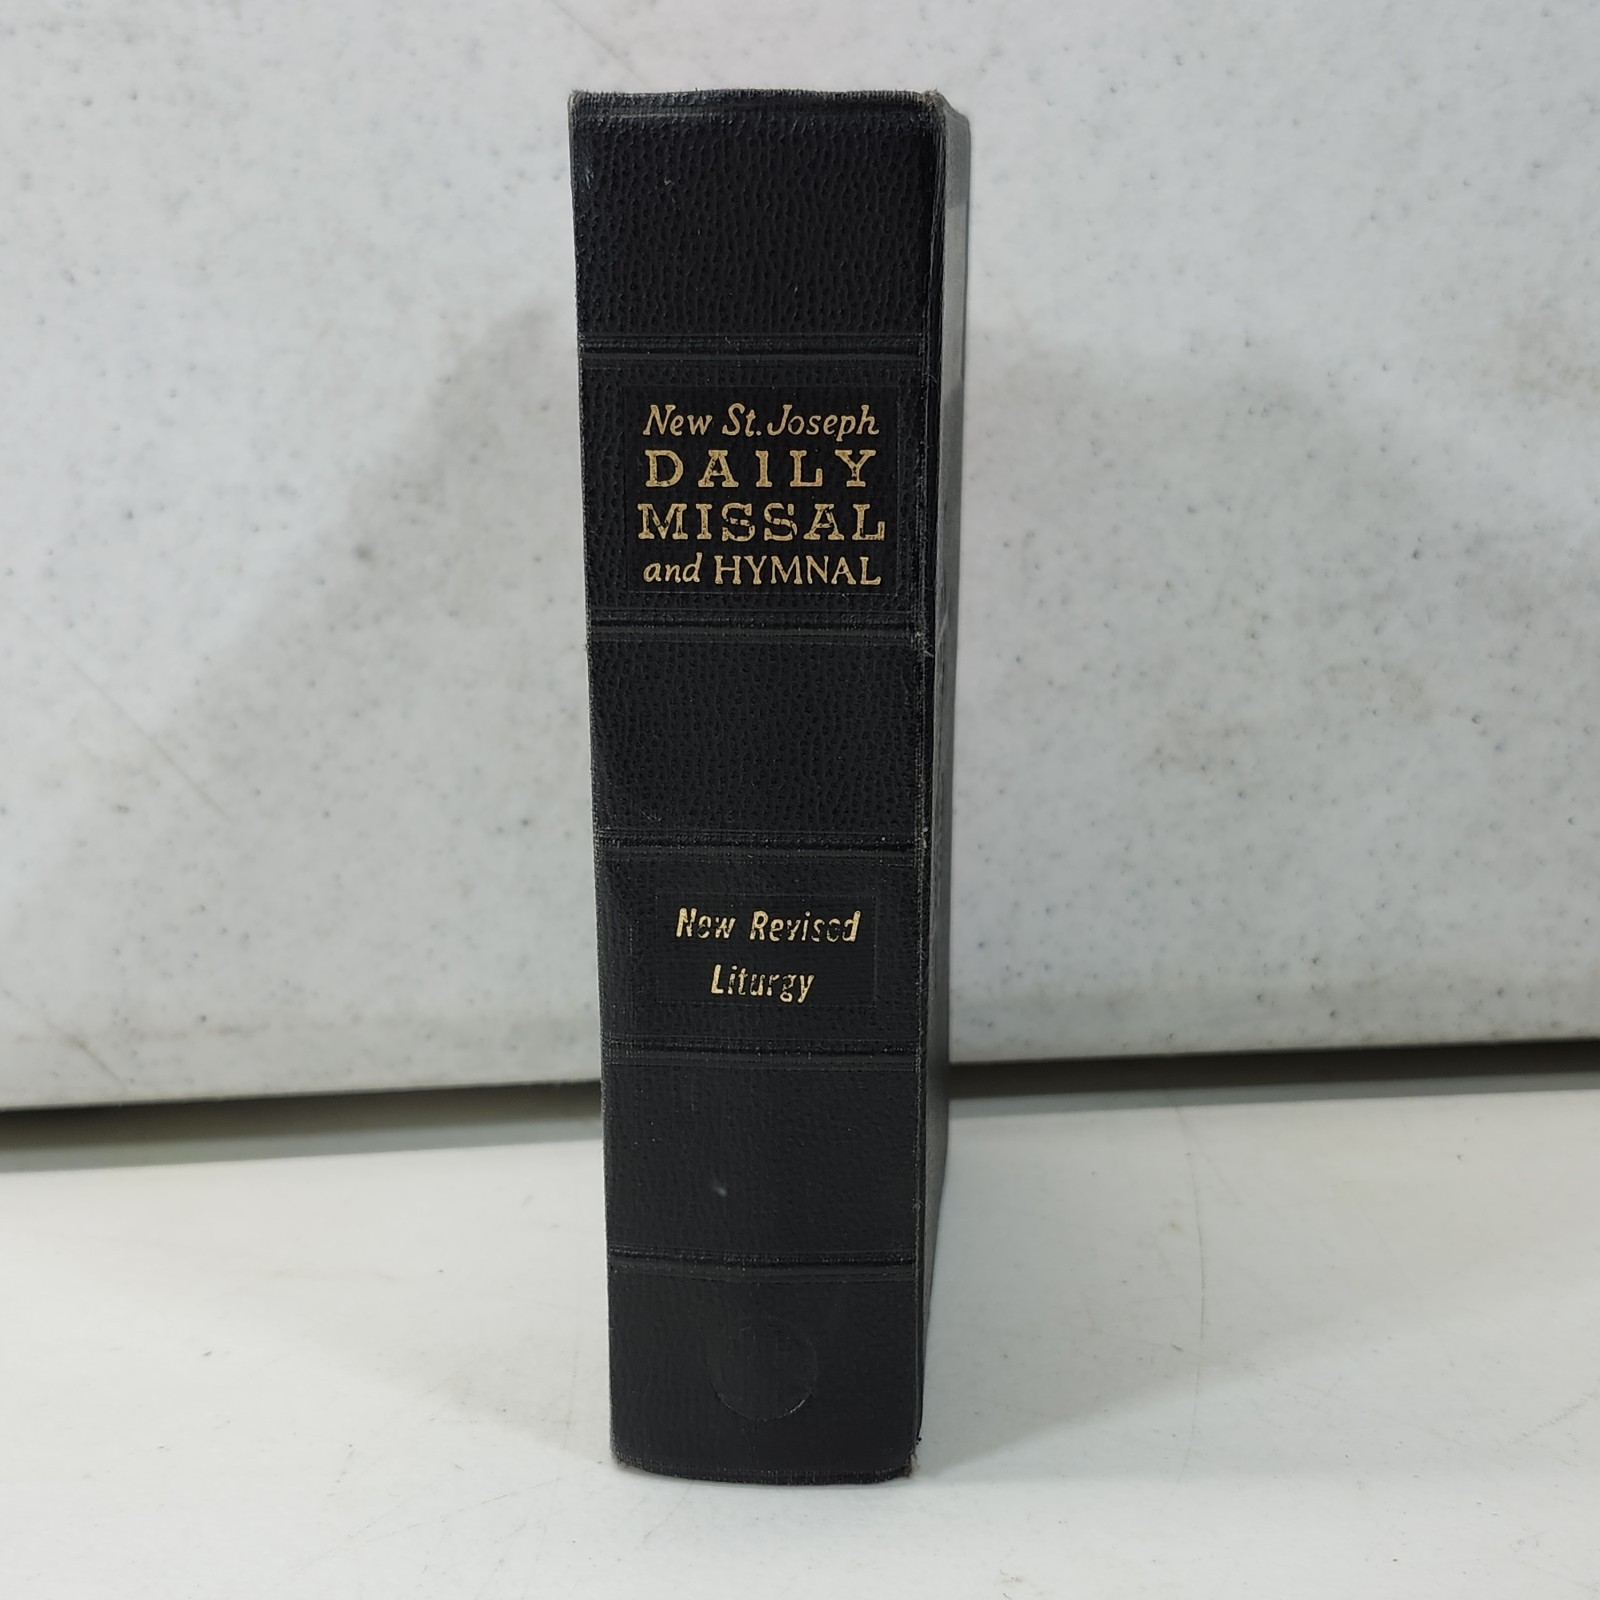 New St. Joseph
DAILY
MISSAL
and HYMNAL
New Revised
Liturgy